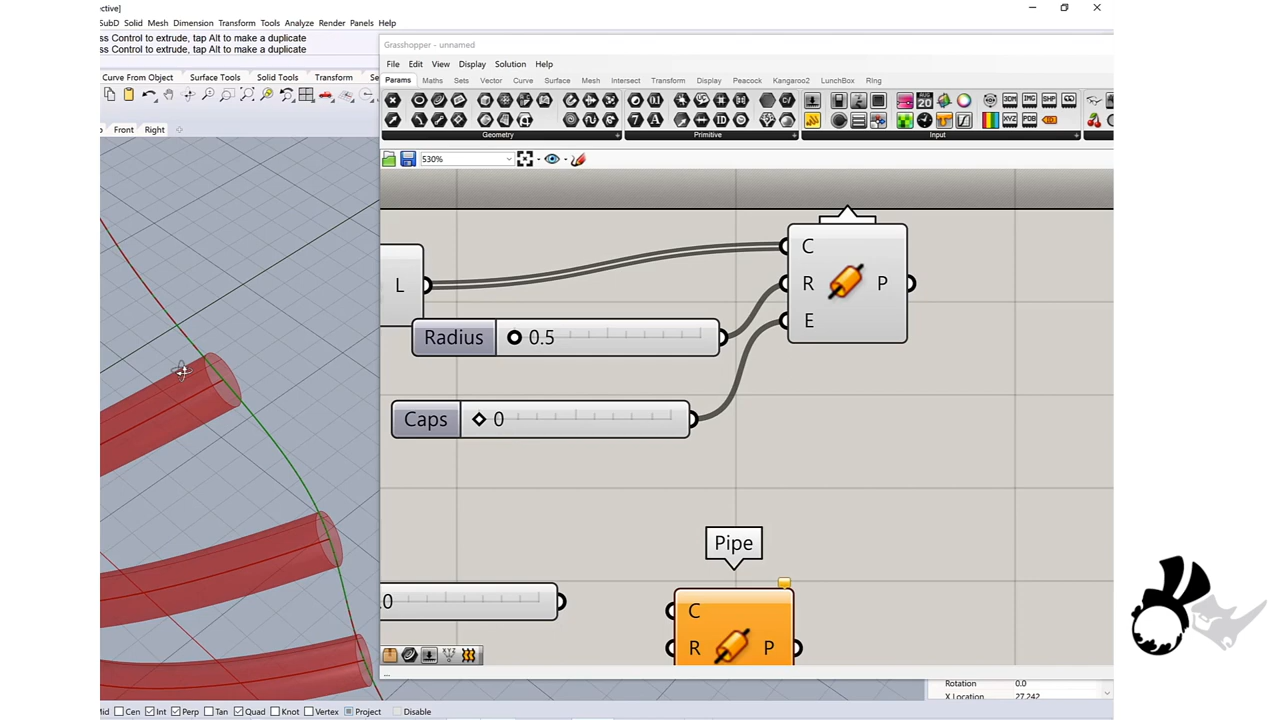 ective]
SubD Solid Mesh Dimension Transform Tools Analyze Render Panels Help
ss Control to extrude, tap Alt to make a duplicate
ss Control to extrude, tap Alt to make a duplicate
Grasshopper - unnamed
File Edit View Display Solution Help
Curve From Object Surface Tools Solid Tools Transform Se
Params Maths Sets Vector Curve Surface Mesh Intersect Transform Display Peacock Kangaroo2 LunchBox RIng
Front Right
Geometry Primitive Input
530%
C
L
R P
E
Radius 0.5
Caps 0
Pipe
.0
C
R P
...
Rotation 0.0
X Location 27.242
Mid Cen Int Perp Tan Quad Knot Vertex Project Disable